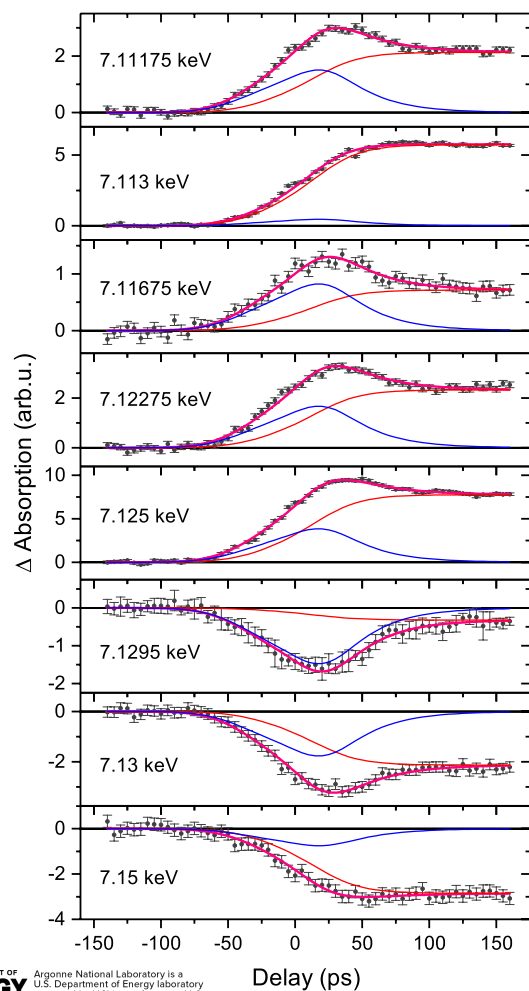 7.11175 keV
2
0
7.113 keV
5
0
7.11675 keV
1
0
7.12275 keV
2
0
7.125 keV
10
5
0
7.1295 keV
0
-1
-2
7.13 keV
0
-2
7.15 keV
0
-2
-4
Δ Absorption (arb.u.)
-150 -100 -50 0 50 100 150
Delay (ps)
T OF
GY
Argonne National Laboratory is a
U.S. Department of Energy laboratory